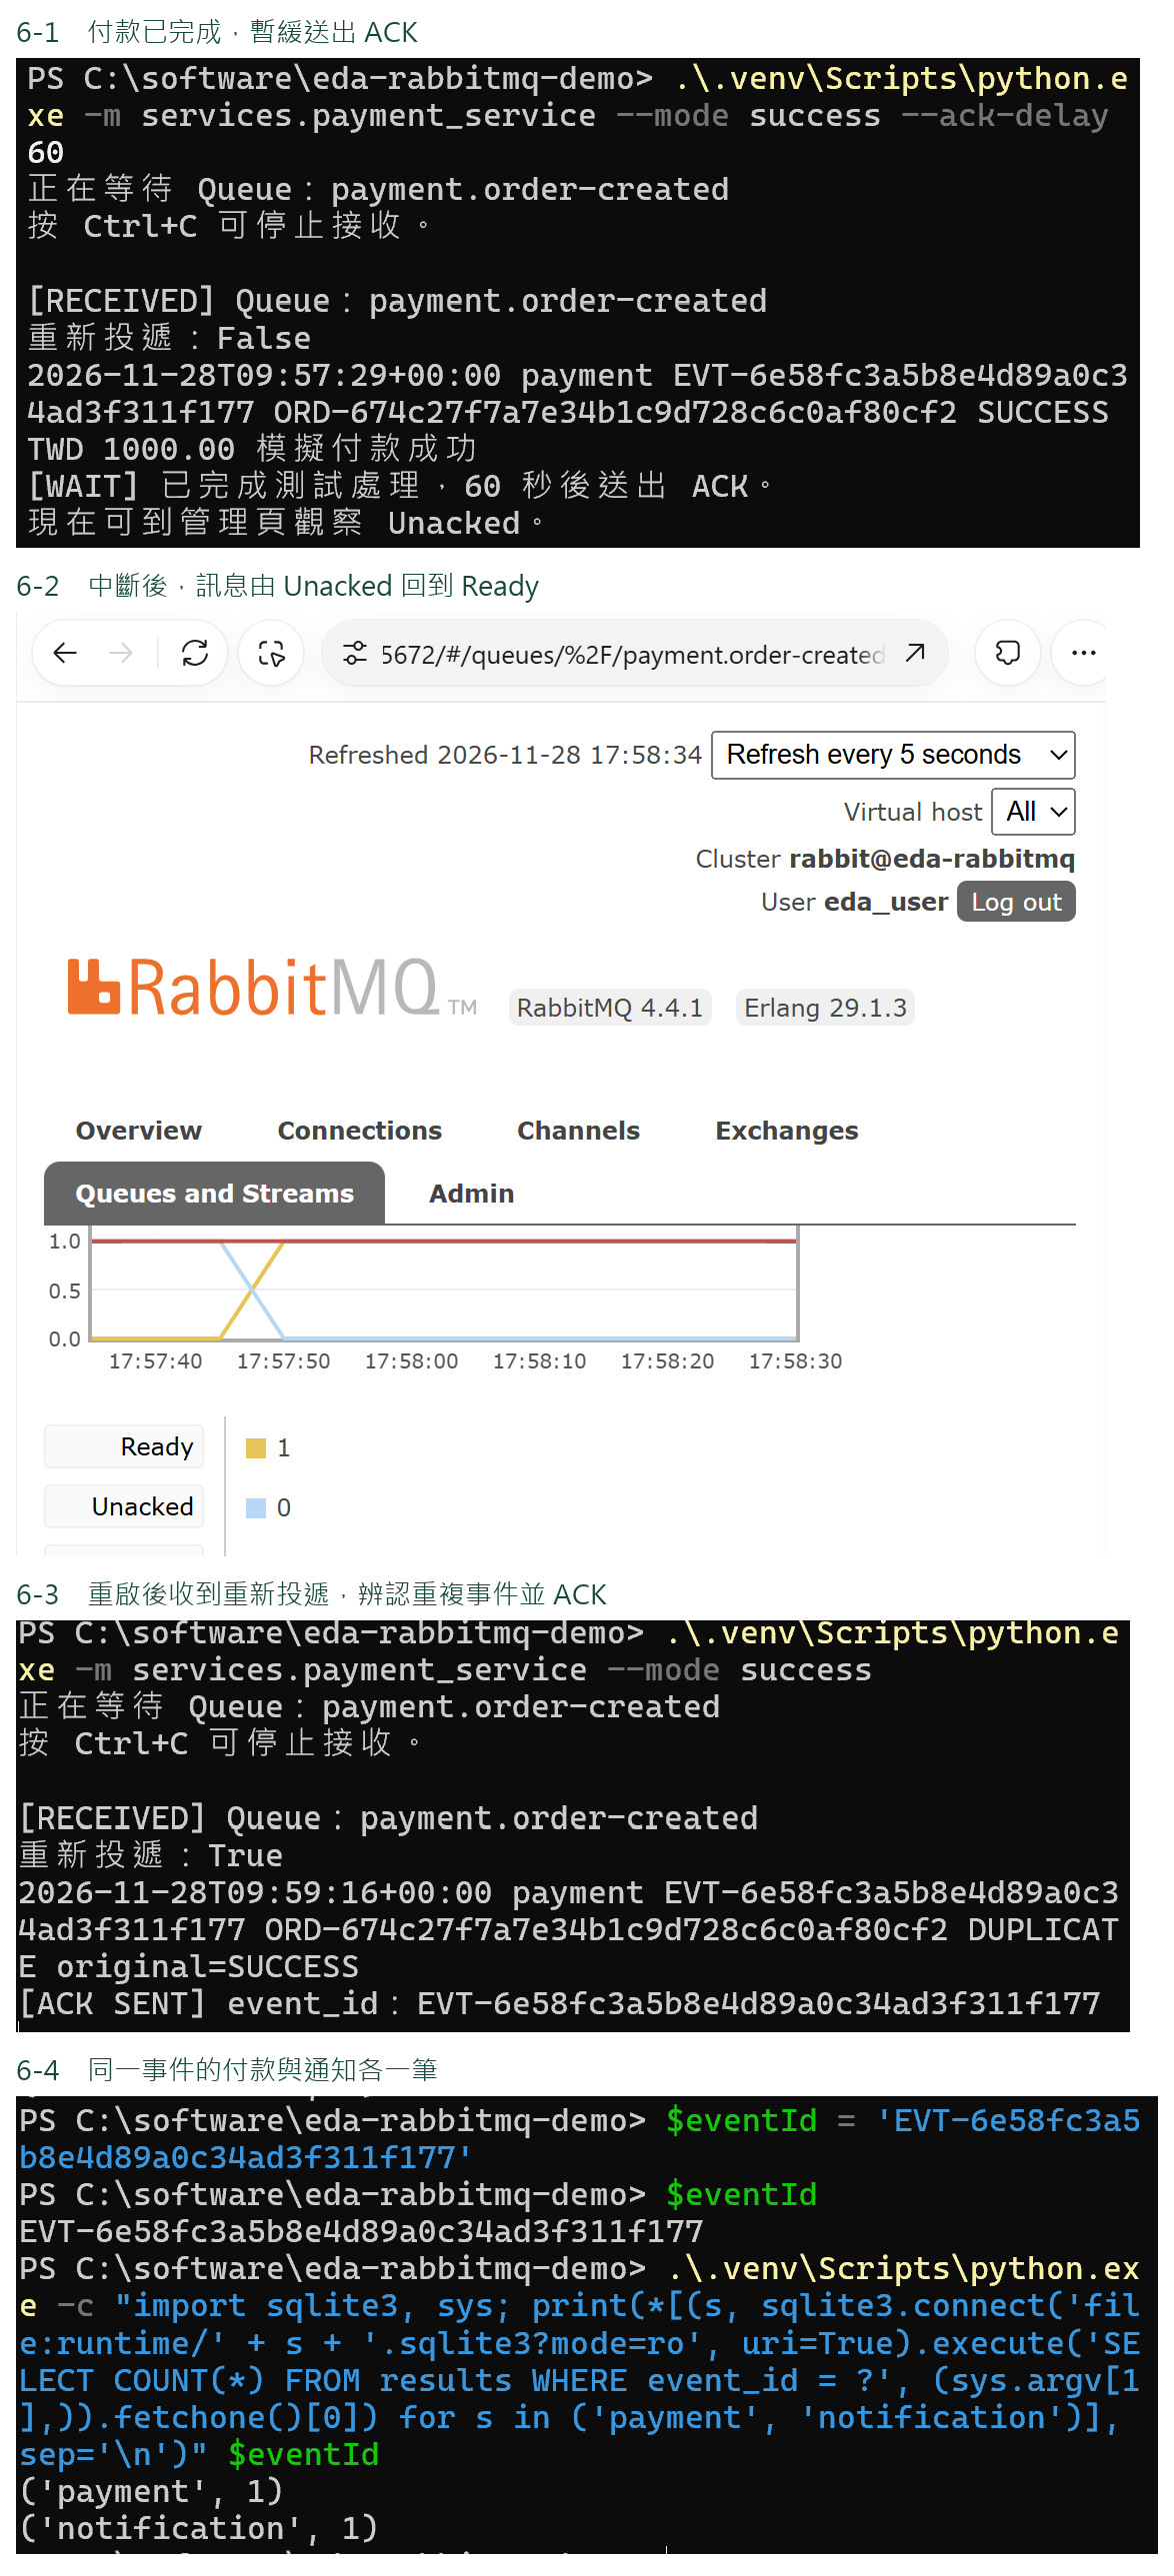 6-1 付款已完成，暫緩送出 ACK
PS C:\software\eda-rabbitmq-demo> .\.venv\Scripts\python.e
xe -m services.payment_service --mode success --ack-delay
60
正在等待 Queue：payment.order-created
按 Ctrl+C 可停止接收。
[RECEIVED] Queue：payment.order-created
重新投遞：False
2026-11-28T09:57:29+00:00 payment EVT-6e58fc3a5b8e4d89a0c3
4ad3f311f177 ORD-674c27f7a7e34b1c9d728c6c0af80cf2 SUCCESS
TWD 1000.00 模擬付款成功
[WAIT] 已完成測試處理，60 秒後送出 ACK。
現在可到管理頁觀察 Unacked。
6-2 中斷後，訊息由 Unacked 回到 Ready
5672/#/queues/%2F/payment.order-created
Refreshed 2026-11-28 17:58:34 Refresh every 5 seconds
Virtual host All
Cluster rabbit@eda-rabbitmq
User eda_user Log out
RabbitMQ TM RabbitMQ 4.4.1 Erlang 29.1.3
Overview Connections Channels Exchanges
Queues and Streams Admin
1.0
0.5
0.0
17:57:40 17:57:50 17:58:00 17:58:10 17:58:20 17:58:30
Ready 1
Unacked 0
6-3 重啟後收到重新投遞，辨認重複事件並 ACK
PS C:\software\eda-rabbitmq-demo> .\.venv\Scripts\python.e
xe -m services.payment_service --mode success
正在等待 Queue：payment.order-created
按 Ctrl+C 可停止接收。
[RECEIVED] Queue：payment.order-created
重新投遞：True
2026-11-28T09:59:16+00:00 payment EVT-6e58fc3a5b8e4d89a0c3
4ad3f311f177 ORD-674c27f7a7e34b1c9d728c6c0af80cf2 DUPLICAT
E original=SUCCESS
[ACK SENT] event_id：EVT-6e58fc3a5b8e4d89a0c34ad3f311f177
6-4 同一事件的付款與通知各一筆
PS C:\software\eda-rabbitmq-demo> $eventId = 'EVT-6e58fc3a5
b8e4d89a0c34ad3f311f177'
PS C:\software\eda-rabbitmq-demo> $eventId
EVT-6e58fc3a5b8e4d89a0c34ad3f311f177
PS C:\software\eda-rabbitmq-demo> .\.venv\Scripts\python.ex
e -c "import sqlite3, sys; print(*[(s, sqlite3.connect('fil
e:runtime/' + s + '.sqlite3?mode=ro', uri=True).execute('SE
LECT COUNT(*) FROM results WHERE event_id = ?', (sys.argv[1
],)).fetchone()[0]) for s in ('payment', 'notification')],
sep='\n')" $eventId
('payment', 1)
('notification', 1)